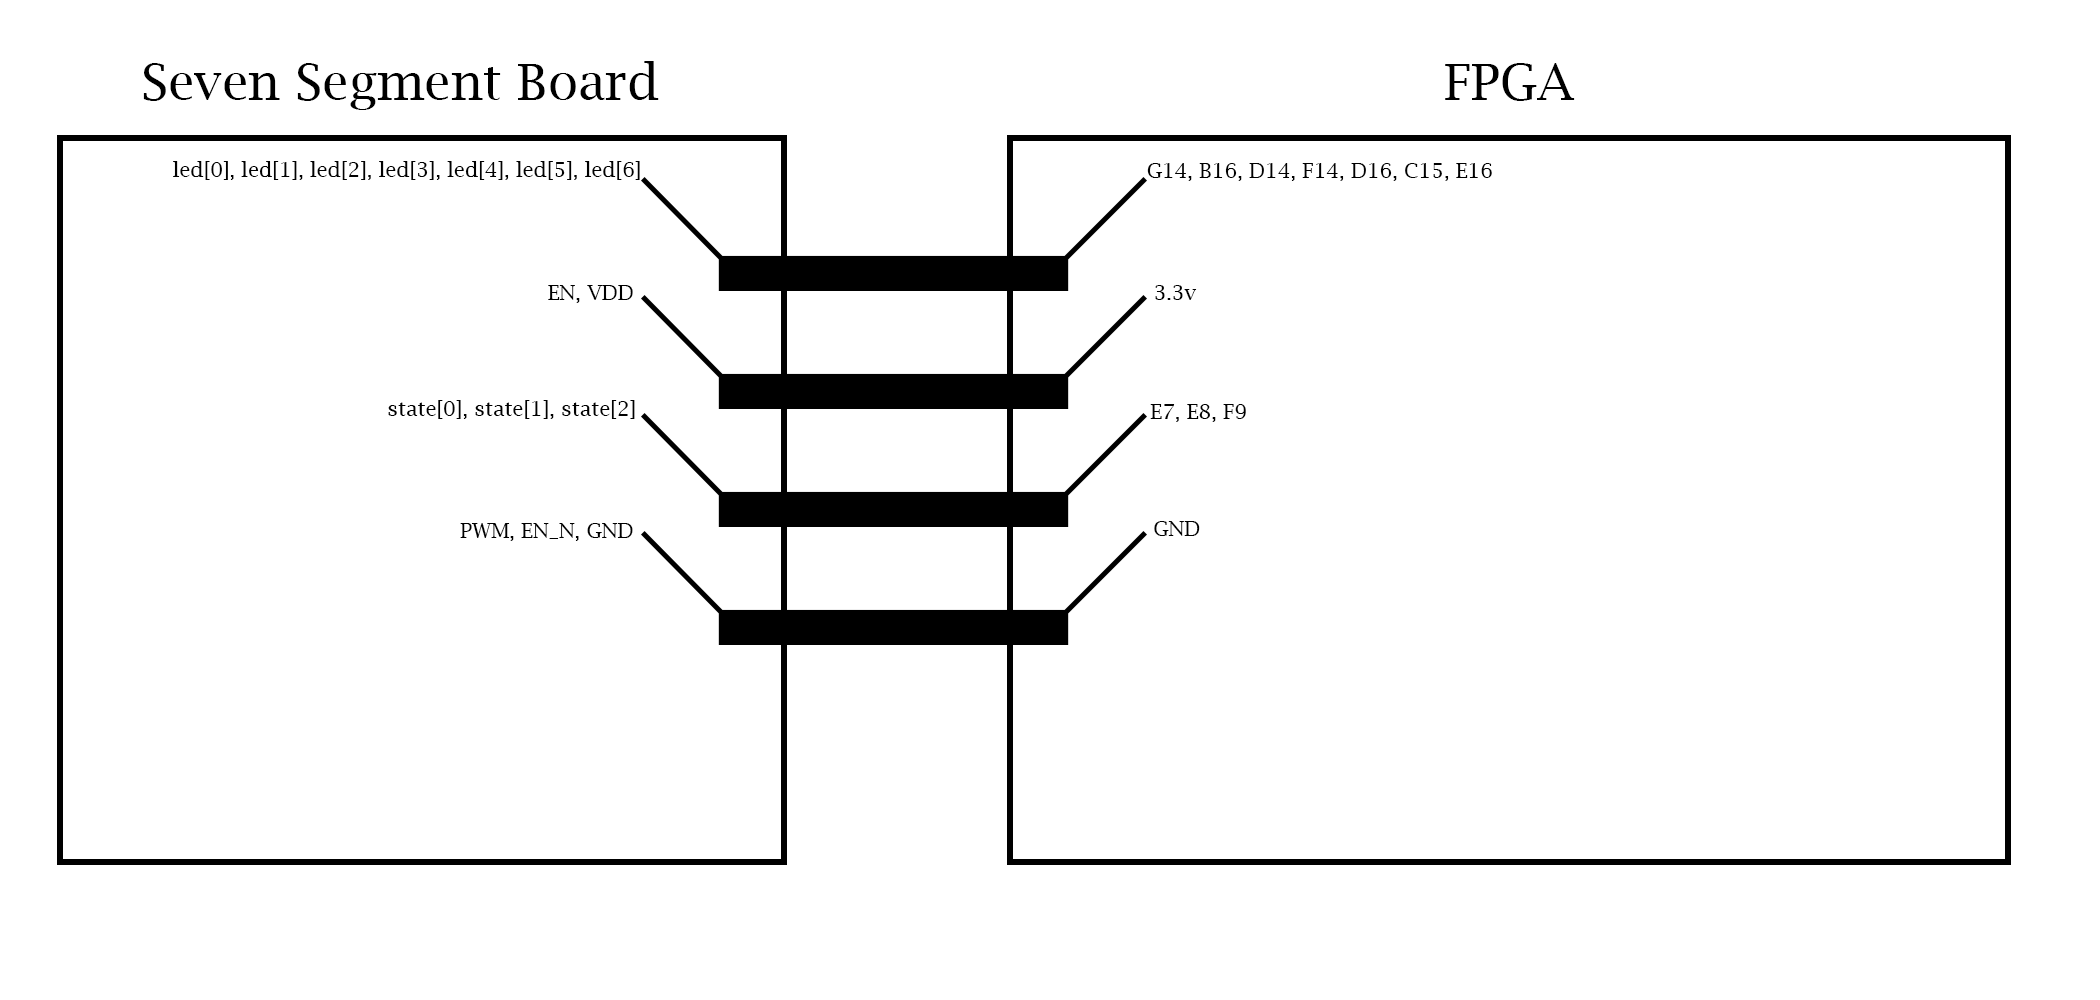 Seven Segment Board
FPGA
led[0], led[1], led[2], led[3], led[4], led[5], led[6]
G14, B16, D14, F14, D16, C15, E16
EN, VDD
3.3v
state[0], state[1], state[2]
E7, E8, F9
PWM, EN_N, GND
GND